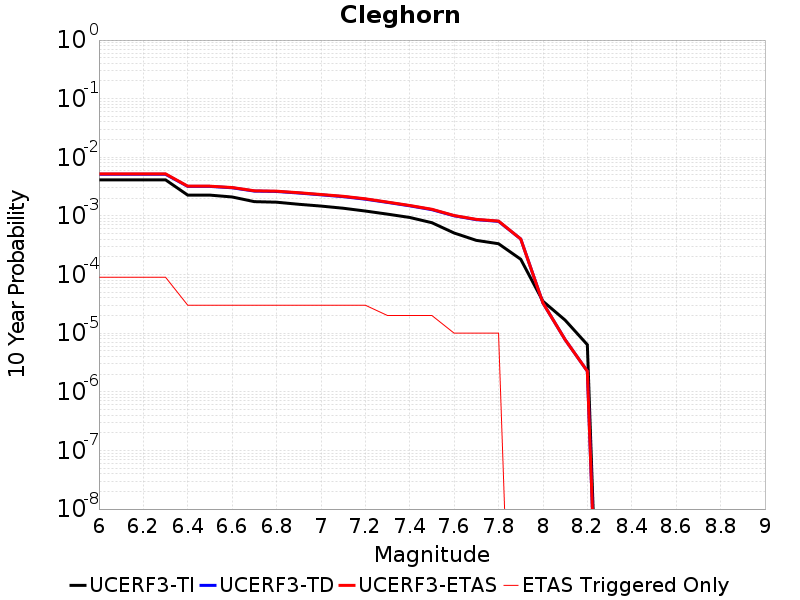 Cleghorn
10^0
10^-1
10^-2
10^-3
10^-4
10^-5
10^-6
10^-7
10^-8
10 Year Probability
6 6.2 6.4 6.6 6.8 7 7.2 7.4 7.6 7.8 8 8.2 8.4 8.6 8.8 9
Magnitude
UCERF3-TI UCERF3-TD UCERF3-ETAS ETAS Triggered Only